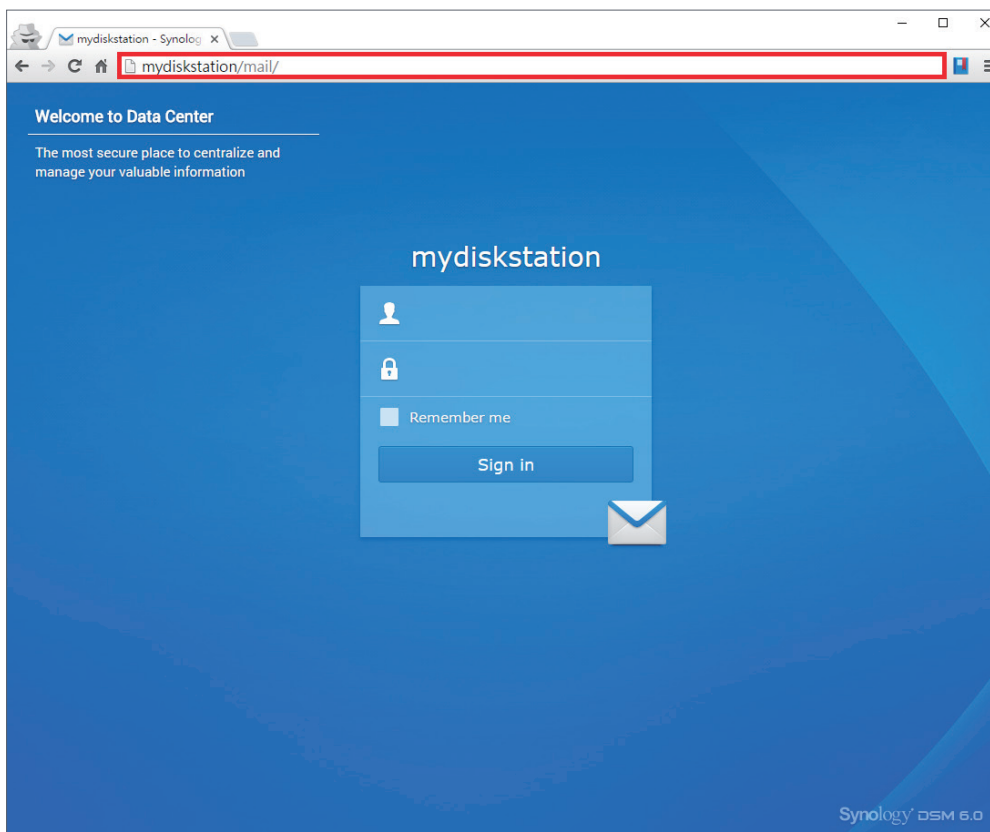 mydiskstation - Synolog
mydiskstation/mail/
Welcome to Data Center
The most secure place to centralize and
manage your valuable information
mydiskstation
Remember me
Sign in
Synology DSM 6.0